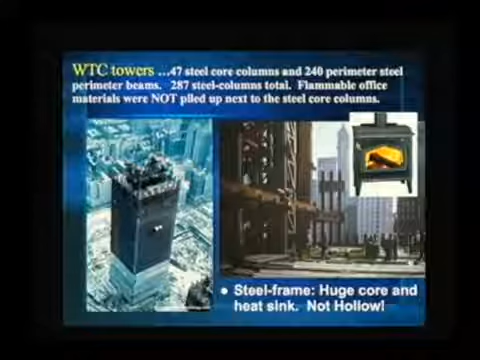 WTC towers ...47 steel core columns and 240 perimeter steel
perimeter beams. 287 steel-columns total. Flammable office
materials were NOT piled up next to the steel core columns.
• Steel-frame: Huge core and
heat sink. Not Hollow!